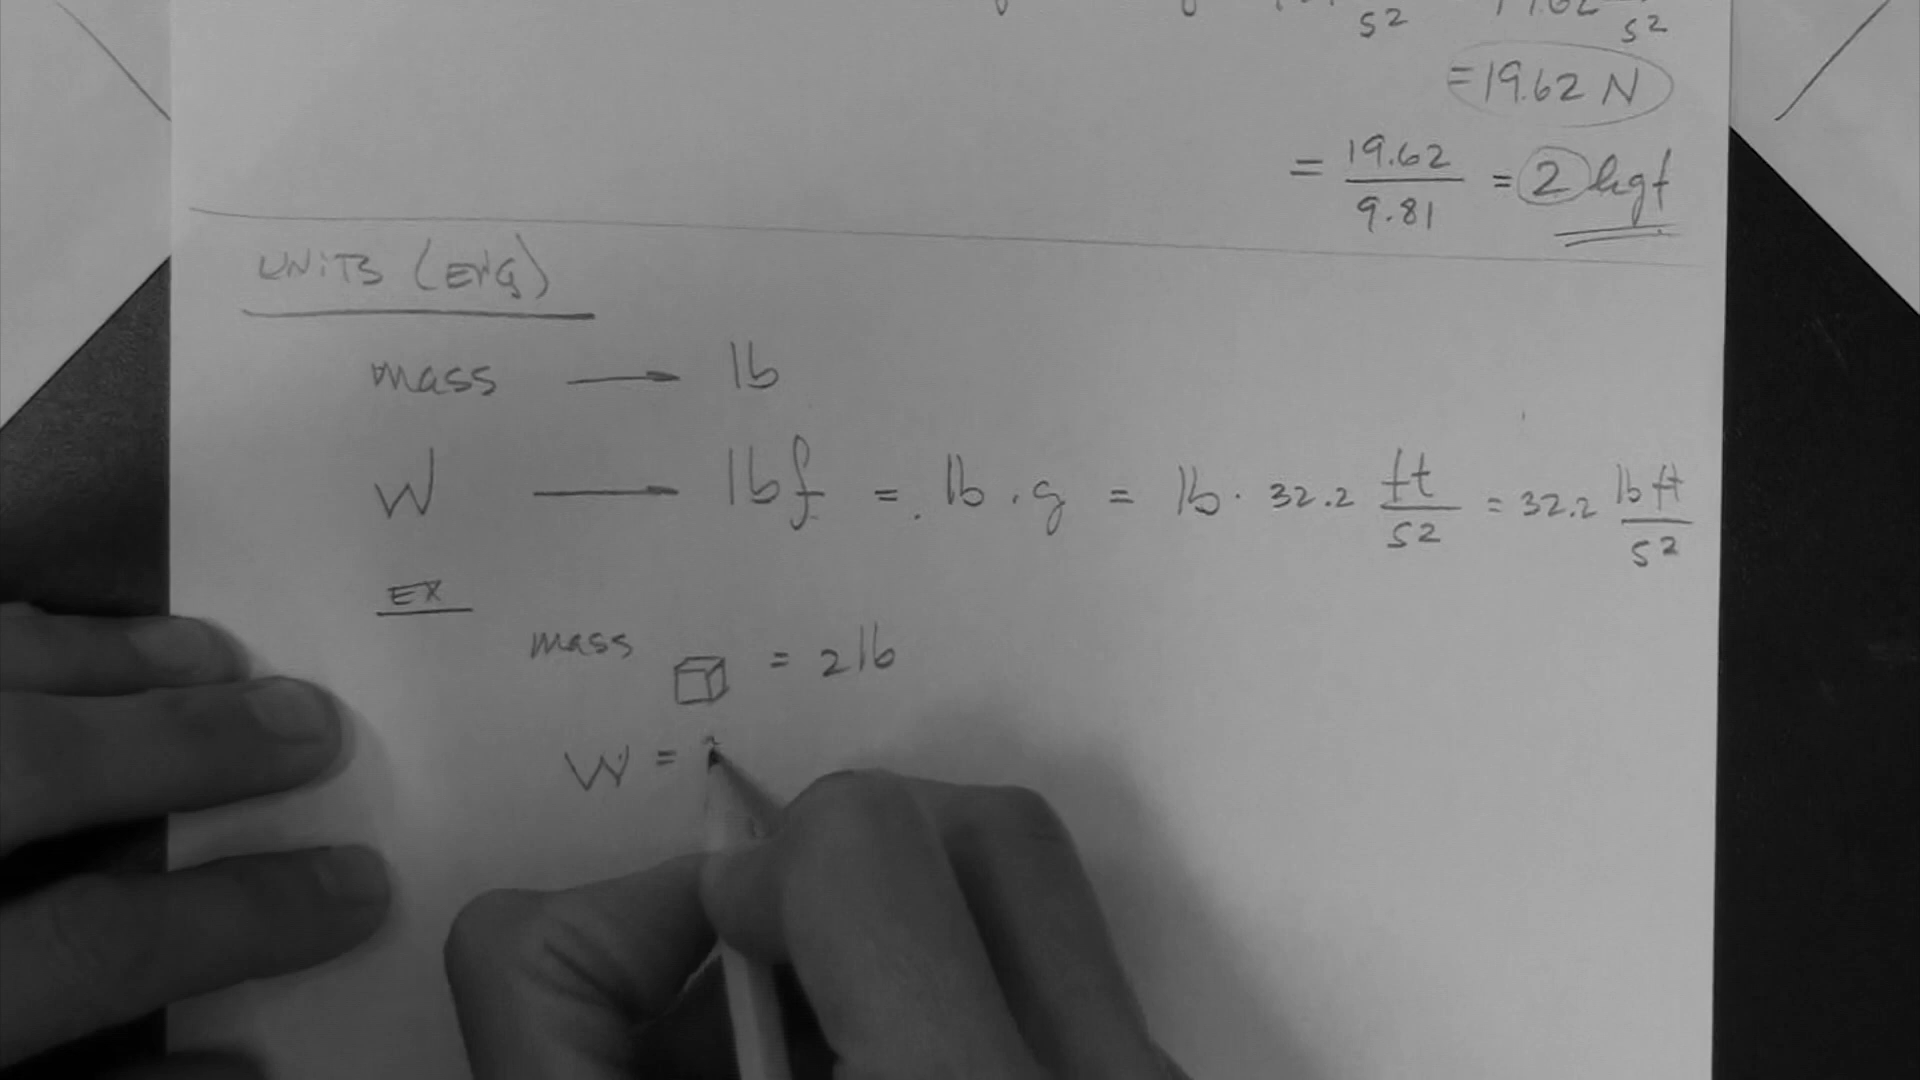 s2 s2
=19.62 N
= 19.62 / 9.81 = 2 kgf
UNITS (ENG)
mass → lb
W → lbf = lb · g = lb · 32.2 ft/s2 = 32.2 lb ft/s2
EX
mass = 2 lb
W =